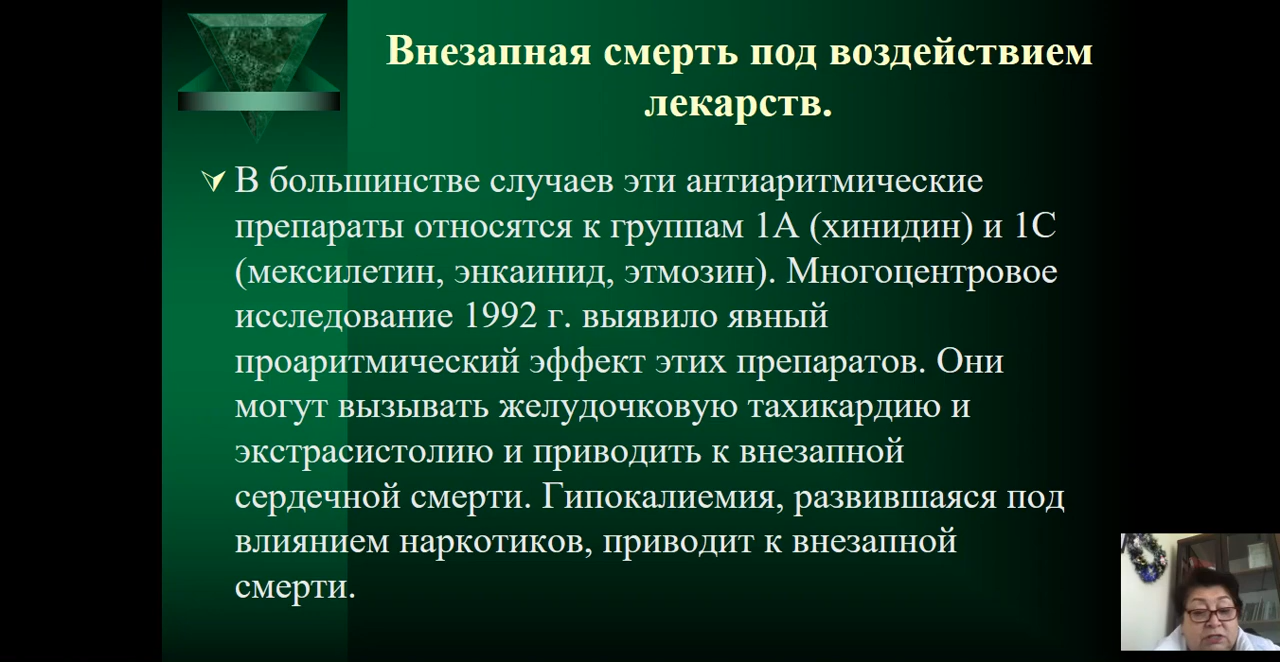 Внезапная смерть под воздействием
лекарств.
В большинстве случаев эти антиаритмические
препараты относятся к группам 1А (хинидин) и 1С
(мексилетин, энкаинид, этмозин). Многоцентровое
исследование 1992 г. выявило явный
проаритмический эффект этих препаратов. Они
могут вызывать желудочковую тахикардию и
экстрасистолию и приводить к внезапной
сердечной смерти. Гипокалиемия, развившаяся под
влиянием наркотиков, приводит к внезапной
смерти.